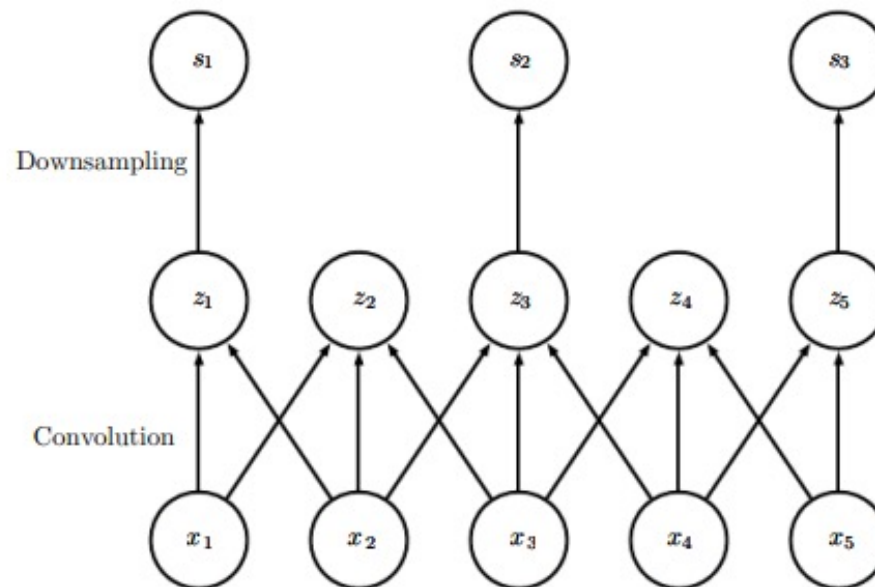 s₁ s₂ s₃
Downsampling
z₁ z₂ z₃ z₄ z₅
Convolution
x₁ x₂ x₃ x₄ x₅